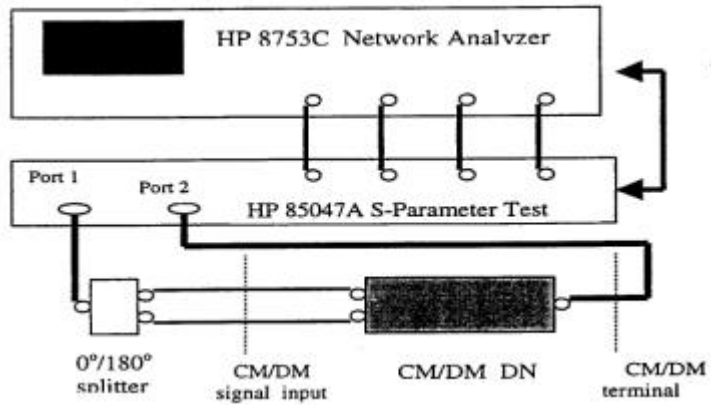 HP 8753C Network Analyzer
Port 1
Port 2
HP 85047A S-Parameter Test
0°/180°
splitter
CM/DM
signal input
CM/DM DN
CM/DM
terminal